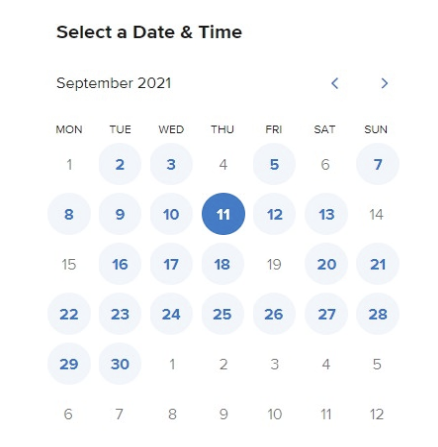 Select a Date & Time
September 2021
MON TUE WED THU FRI SAT SUN
1 2 3 4 5 6 7
8 9 10 11 12 13 14
15 16 17 18 19 20 21
22 23 24 25 26 27 28
29 30 1 2 3 4 5
6 7 8 9 10 11 12